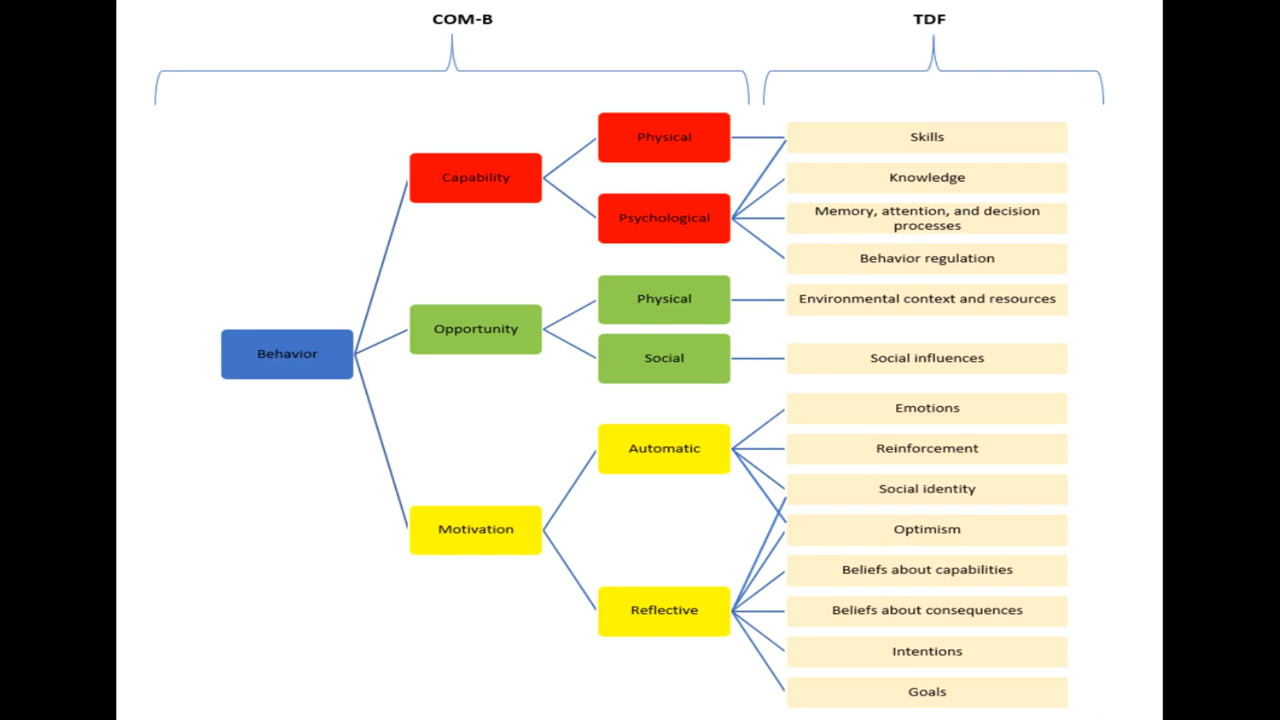 COM-B
TDF
Behavior
Capability
Opportunity
Motivation
Physical
Psychological
Physical
Social
Automatic
Reflective
Skills
Knowledge
Memory, attention, and decision
processes
Behavior regulation
Environmental context and resources
Social influences
Emotions
Reinforcement
Social identity
Optimism
Beliefs about capabilities
Beliefs about consequences
Intentions
Goals